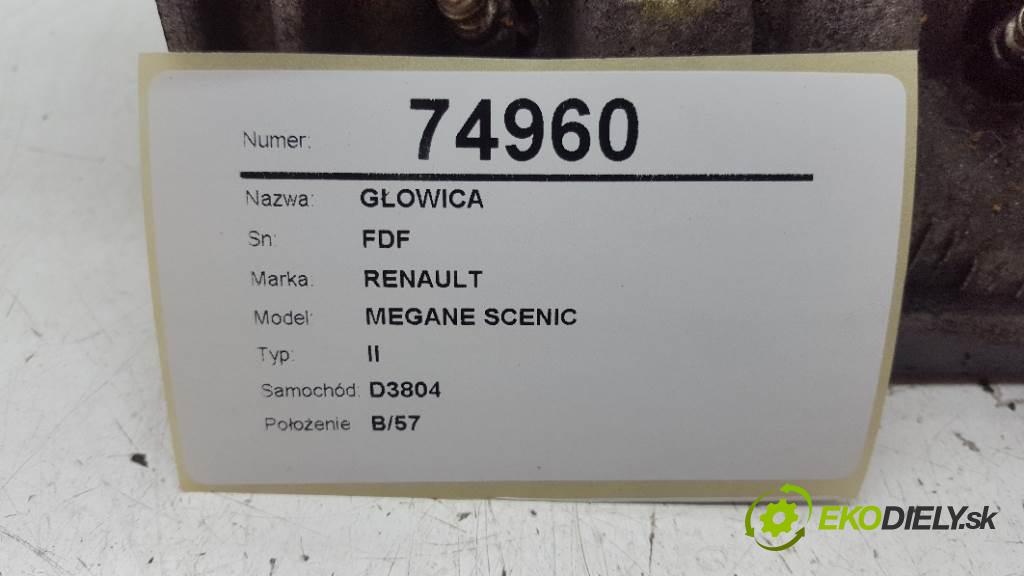 Numer: 74960
Nazwa: GŁOWICA
Sn: FDF
Marka: RENAULT
Model: MEGANE SCENIC
Typ: II
Samochód: D3804
Położenie B/57
EKODIELY.sk